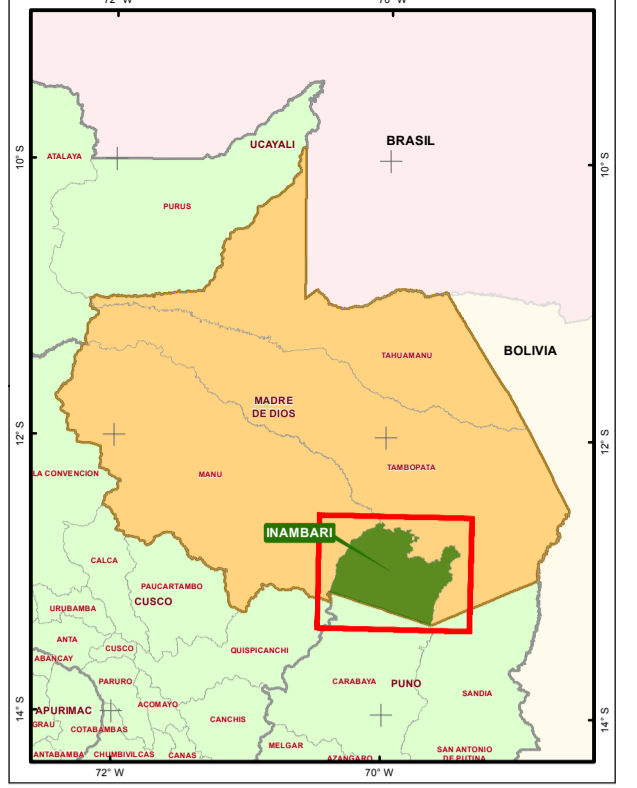 72° W
70° W
BRASIL
UCAYALI
10° S
10° S
ATALAYA
PURUS
BOLIVIA
TAHUAMANU
MADRE
DE DIOS
12° S
12° S
LA CONVENCION
MANU
TAMBOPATA
INAMBARI
CALCA
PAUCARTAMBO
CUSCO
URUBAMBA
ANTA
CUSCO
QUISPICANCHI
ABANCAY
PARURO
CARABAYA
PUNO
SANDIA
ACOMAYO
APURIMAC
CANCHIS
14° S
14° S
GRAU
COTABAMBAS
MELGAR
ANTABAMBA
CHUMBIVILCAS
CANAS
AZANGARO
SAN ANTONIO
DE PUTINA
72° W
70° W